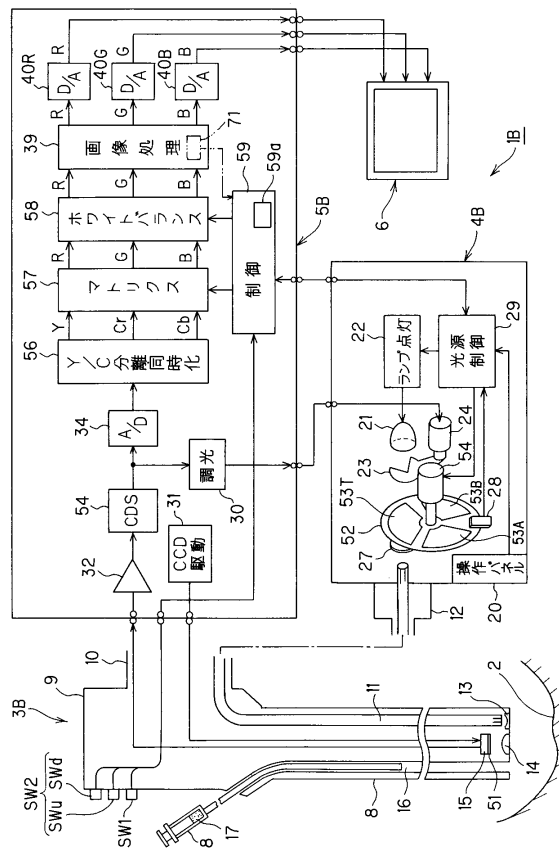 3B
9
10
SW2
SWu
SWd
SW1
8
17
8
16
15
51
14
13
2
11
12
32
54
CDS
34
A/D
31
CCD
駆動
30
調光
56
Y/C分離同時化
Y
Cr
Cb
57
マトリクス
R
G
B
58
ホワイトバランス
R
G
B
39
画像処理
71
R
G
B
40R
40G
40B
D/A
D/A
D/A
R
G
B
59
59a
制御
5B
6
1B
4B
22
ランプ点灯
29
光源
制御
21
23
24
54
53T
52
53B
53A
27
28
20
操作パネル